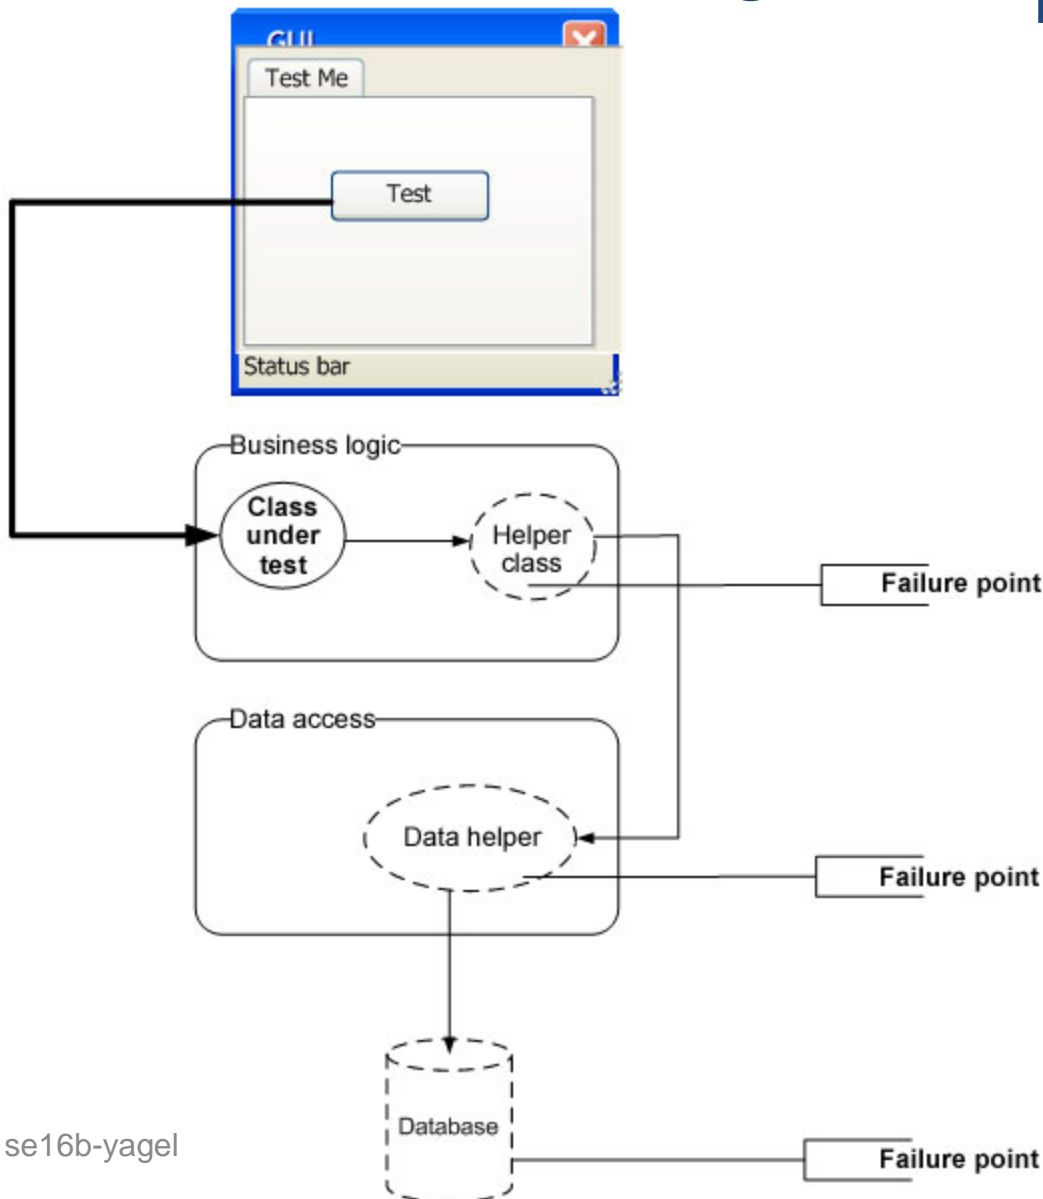 GUI
Test Me
Test
Status bar
Business logic
Class
under
test
Helper
class
Failure point
Data access
Data helper
Failure point
Database
se16b-yagel
Failure point